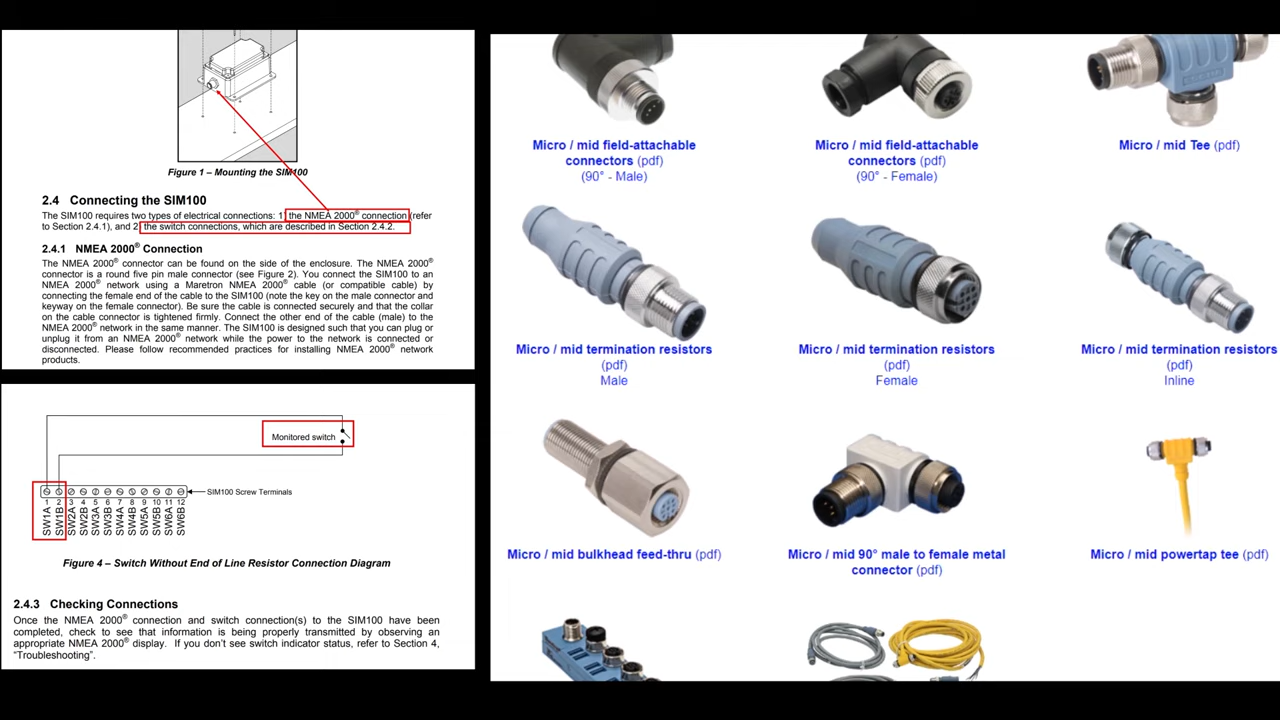 Figure 1 – Mounting the SIM100
2.4 Connecting the SIM100
The SIM100 requires two types of electrical connections: 1) the NMEA 2000® connection (refer
to Section 2.4.1), and 2) the switch connections, which are described in Section 2.4.2.
2.4.1 NMEA 2000® Connection
The NMEA 2000® connector can be found on the side of the enclosure. The NMEA 2000®
connector is a round five pin male connector (see Figure 2). You connect the SIM100 to an
NMEA 2000® network using a Maretron NMEA 2000® cable (or compatible cable) by
connecting the female end of the cable to the SIM100 (note the key on the male connector and
keyway on the female connector). Be sure the cable is connected securely and that the collar
on the cable connector is tightened firmly. Connect the other end of the cable (male) to the
NMEA 2000® network in the same manner. The SIM100 is designed such that you can plug or
unplug it from an NMEA 2000® network while the power to the network is connected or
disconnected. Please follow recommended practices for installing NMEA 2000® network
products.
Monitored switch
SIM100 Screw Terminals
1 2 3 4 5 6 7 8 9 10 11 12
SW1A
SW1B
SW2A
SW2B
SW3A
SW3B
SW4A
SW4B
SW5A
SW5B
SW6A
SW6B
Figure 4 – Switch Without End of Line Resistor Connection Diagram
2.4.3 Checking Connections
Once the NMEA 2000® connection and switch connection(s) to the SIM100 have been
completed, check to see that information is being properly transmitted by observing an
appropriate NMEA 2000® display. If you don't see switch indicator status, refer to Section 4,
“Troubleshooting”.
Micro / mid field-attachable
connectors (pdf)
(90° - Male)
Micro / mid field-attachable
connectors (pdf)
(90° - Female)
Micro / mid Tee (pdf)
Micro / mid termination resistors
(pdf)
Male
Micro / mid termination resistors
(pdf)
Female
Micro / mid termination resistors
(pdf)
Inline
Micro / mid bulkhead feed-thru (pdf)
Micro / mid 90° male to female metal
connector (pdf)
Micro / mid powertap tee (pdf)